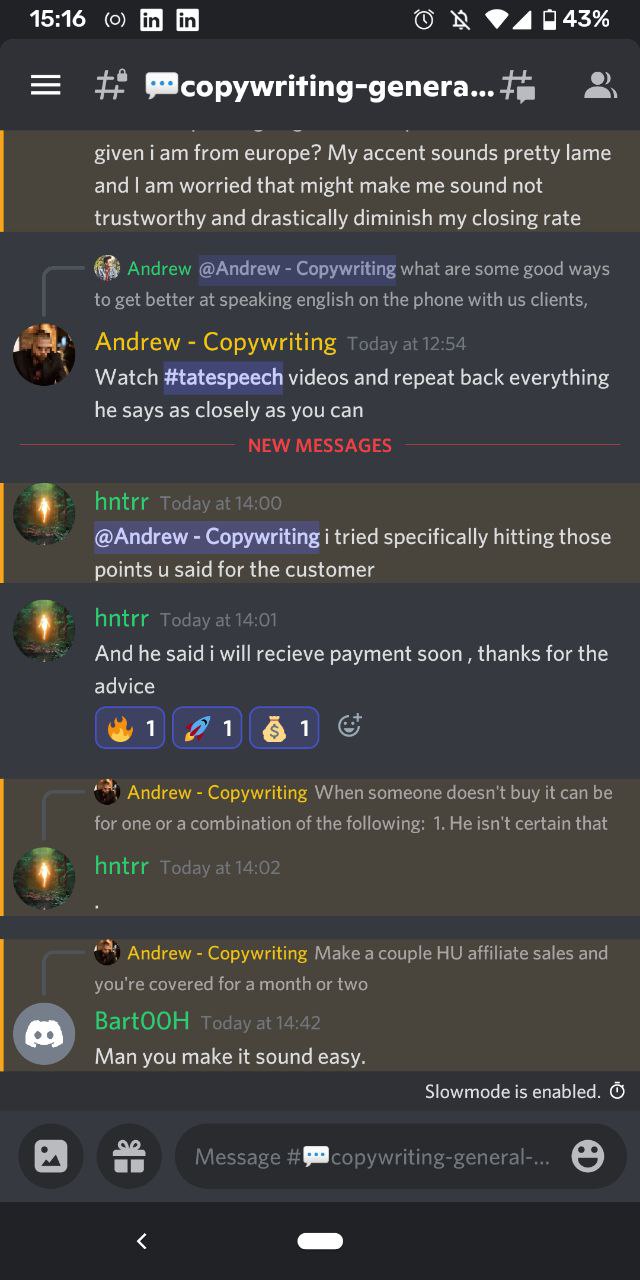 15:16 43%
💬copywriting-genera...
given i am from europe? My accent sounds pretty lame
and I am worried that might make me sound not
trustworthy and drastically diminish my closing rate
Andrew @Andrew - Copywriting what are some good ways
to get better at speaking english on the phone with us clients,
Andrew - Copywriting Today at 12:54
Watch #tatespeech videos and repeat back everything
he says as closely as you can
NEW MESSAGES
hntrr Today at 14:00
@Andrew - Copywriting i tried specifically hitting those
points u said for the customer
hntrr Today at 14:01
And he said i will recieve payment soon , thanks for the
advice
🔥 1 🚀 1 💰 1
Andrew - Copywriting When someone doesn't buy it can be
for one or a combination of the following: 1. He isn't certain that
hntrr Today at 14:02
.
Andrew - Copywriting Make a couple HU affiliate sales and
you're covered for a month or two
Bart00H Today at 14:42
Man you make it sound easy.
Slowmode is enabled.
Message #💬copywriting-general-...